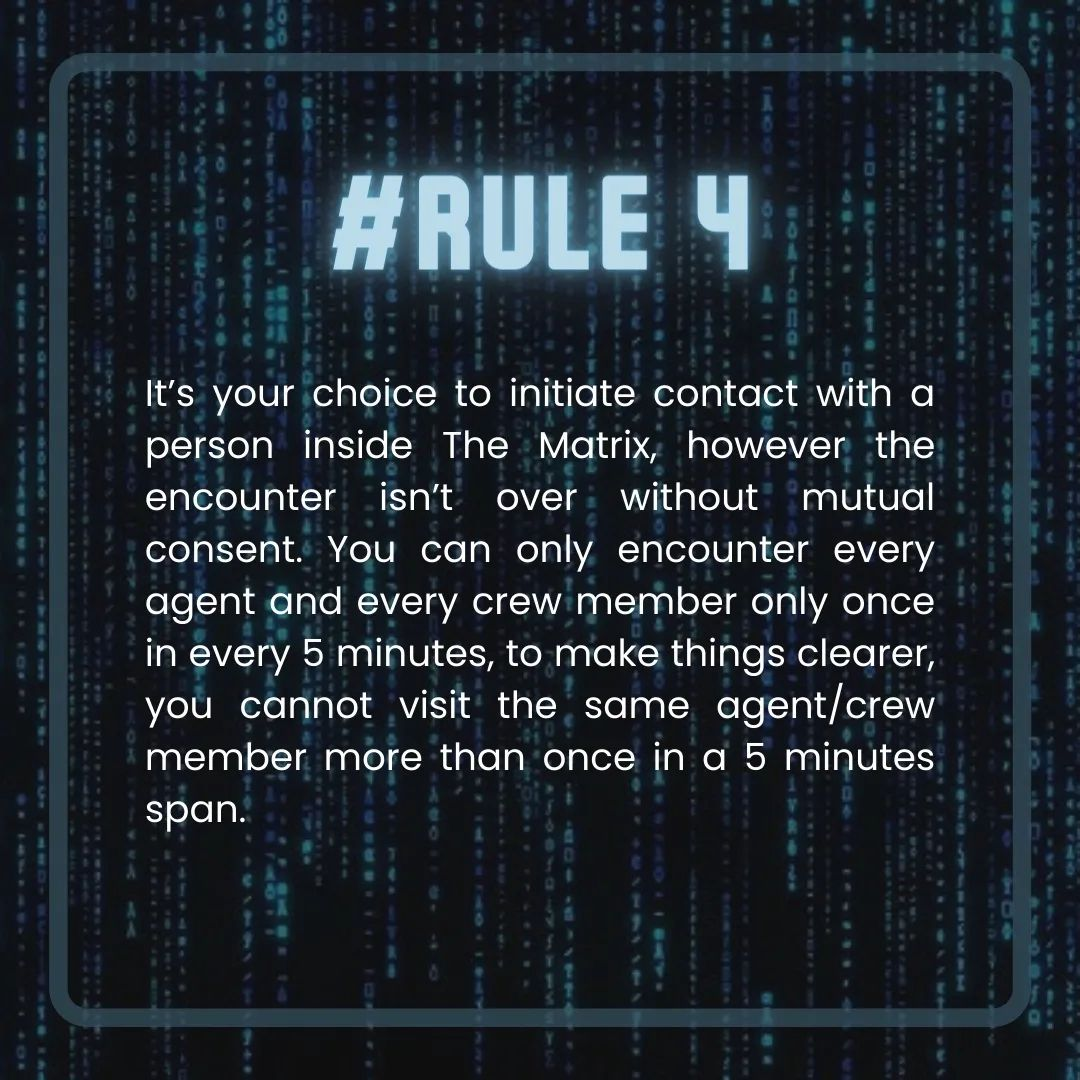 #RULE 4
It’s your choice to initiate contact with a
person inside The Matrix, however the
encounter isn’t over without mutual
consent. You can only encounter every
agent and every crew member only once
in every 5 minutes, to make things clearer,
you cannot visit the same agent/crew
member more than once in a 5 minutes
span.